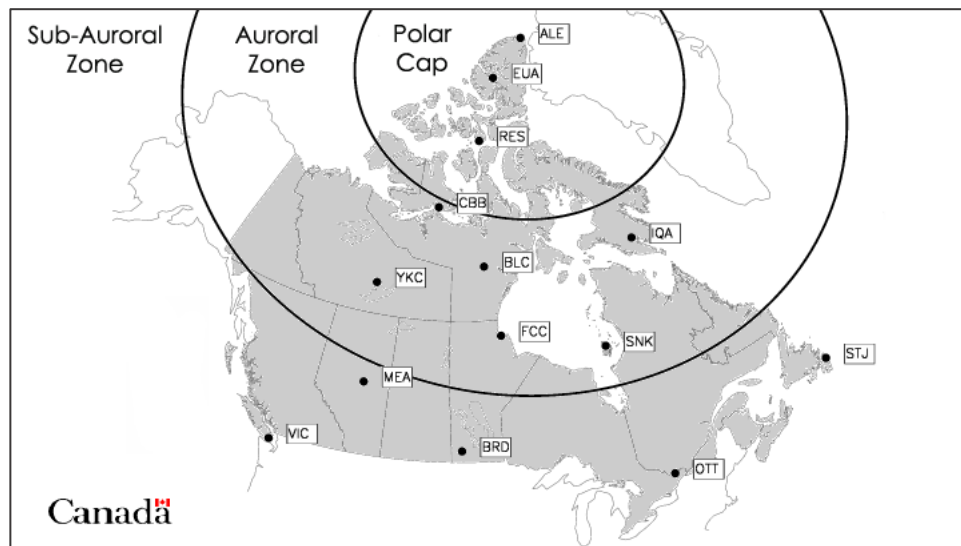 Sub-Auroral
Zone
Auroral
Zone
Polar
Cap
ALE
EUA
RES
CBB
IQA
BLC
YKC
FCC
SNK
STJ
MEA
VIC
BRD
OTT
Canada